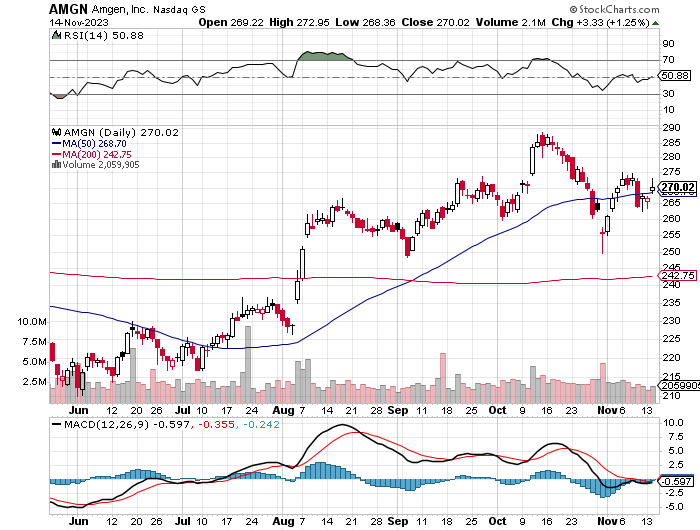 AMGN Amgen, Inc. Nasdaq GS © StockCharts.com
14-Nov-2023 Open 269.22 High 272.95 Low 268.36 Close 270.02 Volume 2.1M Chg +3.33 (+1.25%)
RSI(14) 50.88
90
70
50.88
30
10
AMGN (Daily) 270.02
MA(50) 268.70
MA(200) 242.75
Volume 2,059,905
290
285
280
275
270.02
265
260
255
250
245
242.75
240
235
230
225
220
215
210
10.0M
7.5M
5.0M
2.5M
2059905
Jun 12 20 26 Jul 10 17 24 Aug 7 14 21 28 Sep 11 18 25 Oct 9 16 23 Nov 6 13
MACD(12,26,9) -0.597, -0.355, -0.242
10.0
7.5
5.0
2.5
-0.597
-2.5
-5.0
Jun 12 20 26 Jul 10 17 24 Aug 7 14 21 28 Sep 11 18 25 Oct 9 16 23 Nov 6 13